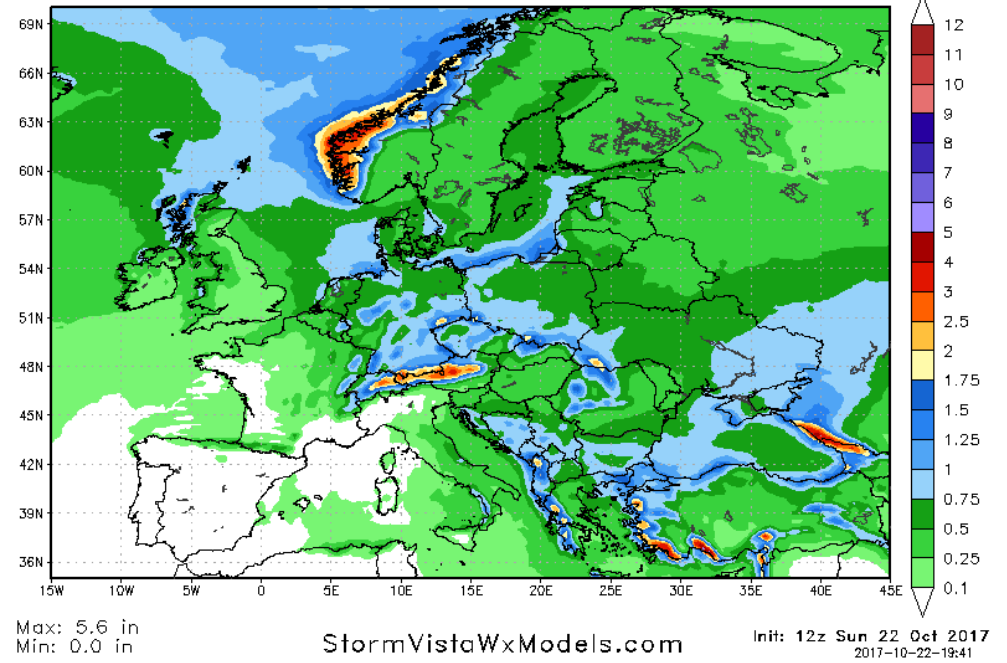 69N
66N
63N
60N
57N
54N
51N
48N
45N
42N
39N
36N
15W 10W 5W 0 5E 10E 15E 20E 25E 30E 35E 40E 45E
12
11
10
9
8
7
6
5
4
3
2.5
2
1.75
1.5
1.25
1
0.75
0.5
0.25
0.1
Max: 5.6 in
Min: 0.0 in
StormVistaWxModels.com
Init: 12z Sun 22 Oct 2017
2017-10-22-19:41